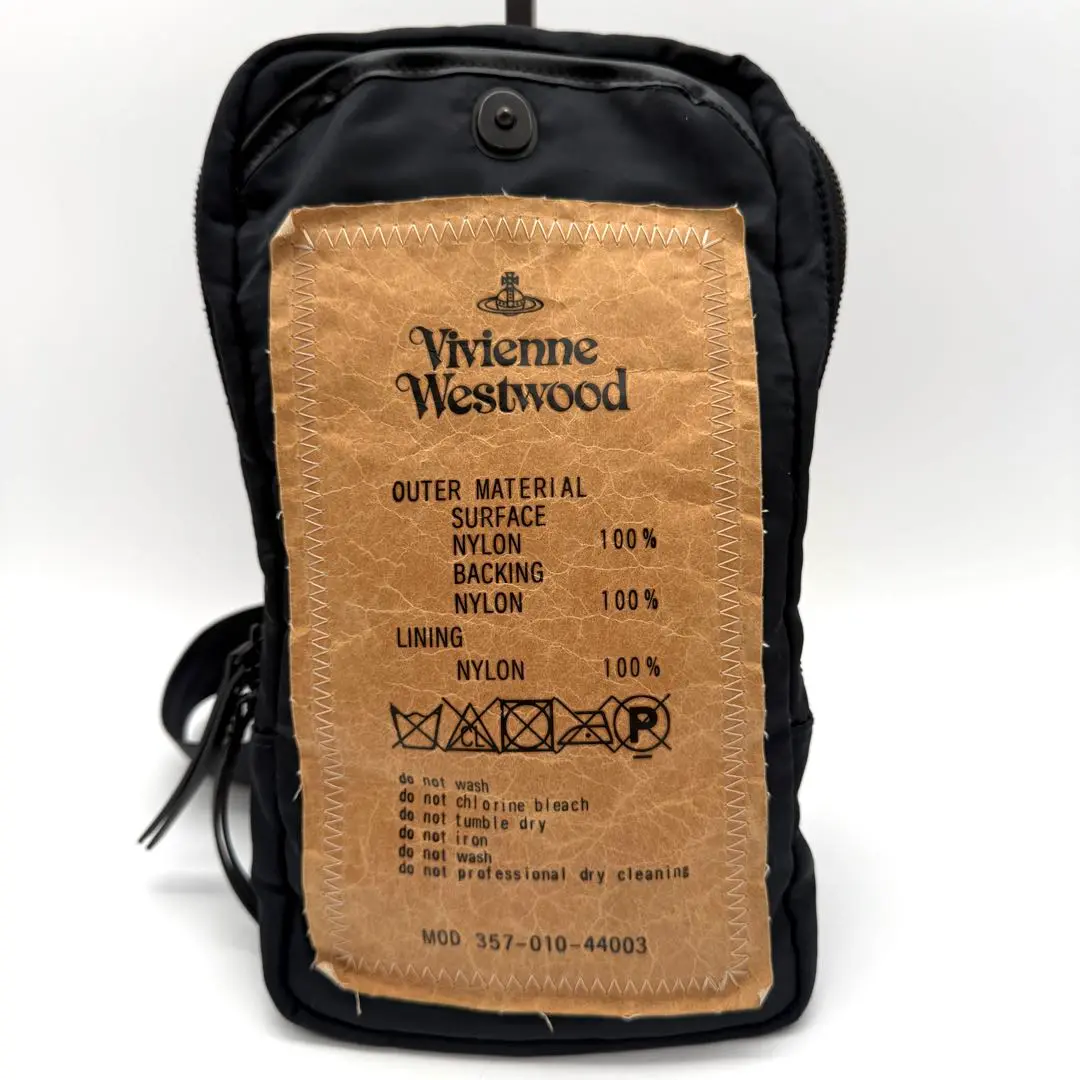 Vivienne
Westwood
OUTER MATERIAL
SURFACE
NYLON 100%
BACKING
NYLON 100%
LINING
NYLON 100%
CL P
do not wash
do not chlorine bleach
do not tumble dry
do not iron
do not wash
do not professional dry cleaning
MOD 357-010-44003